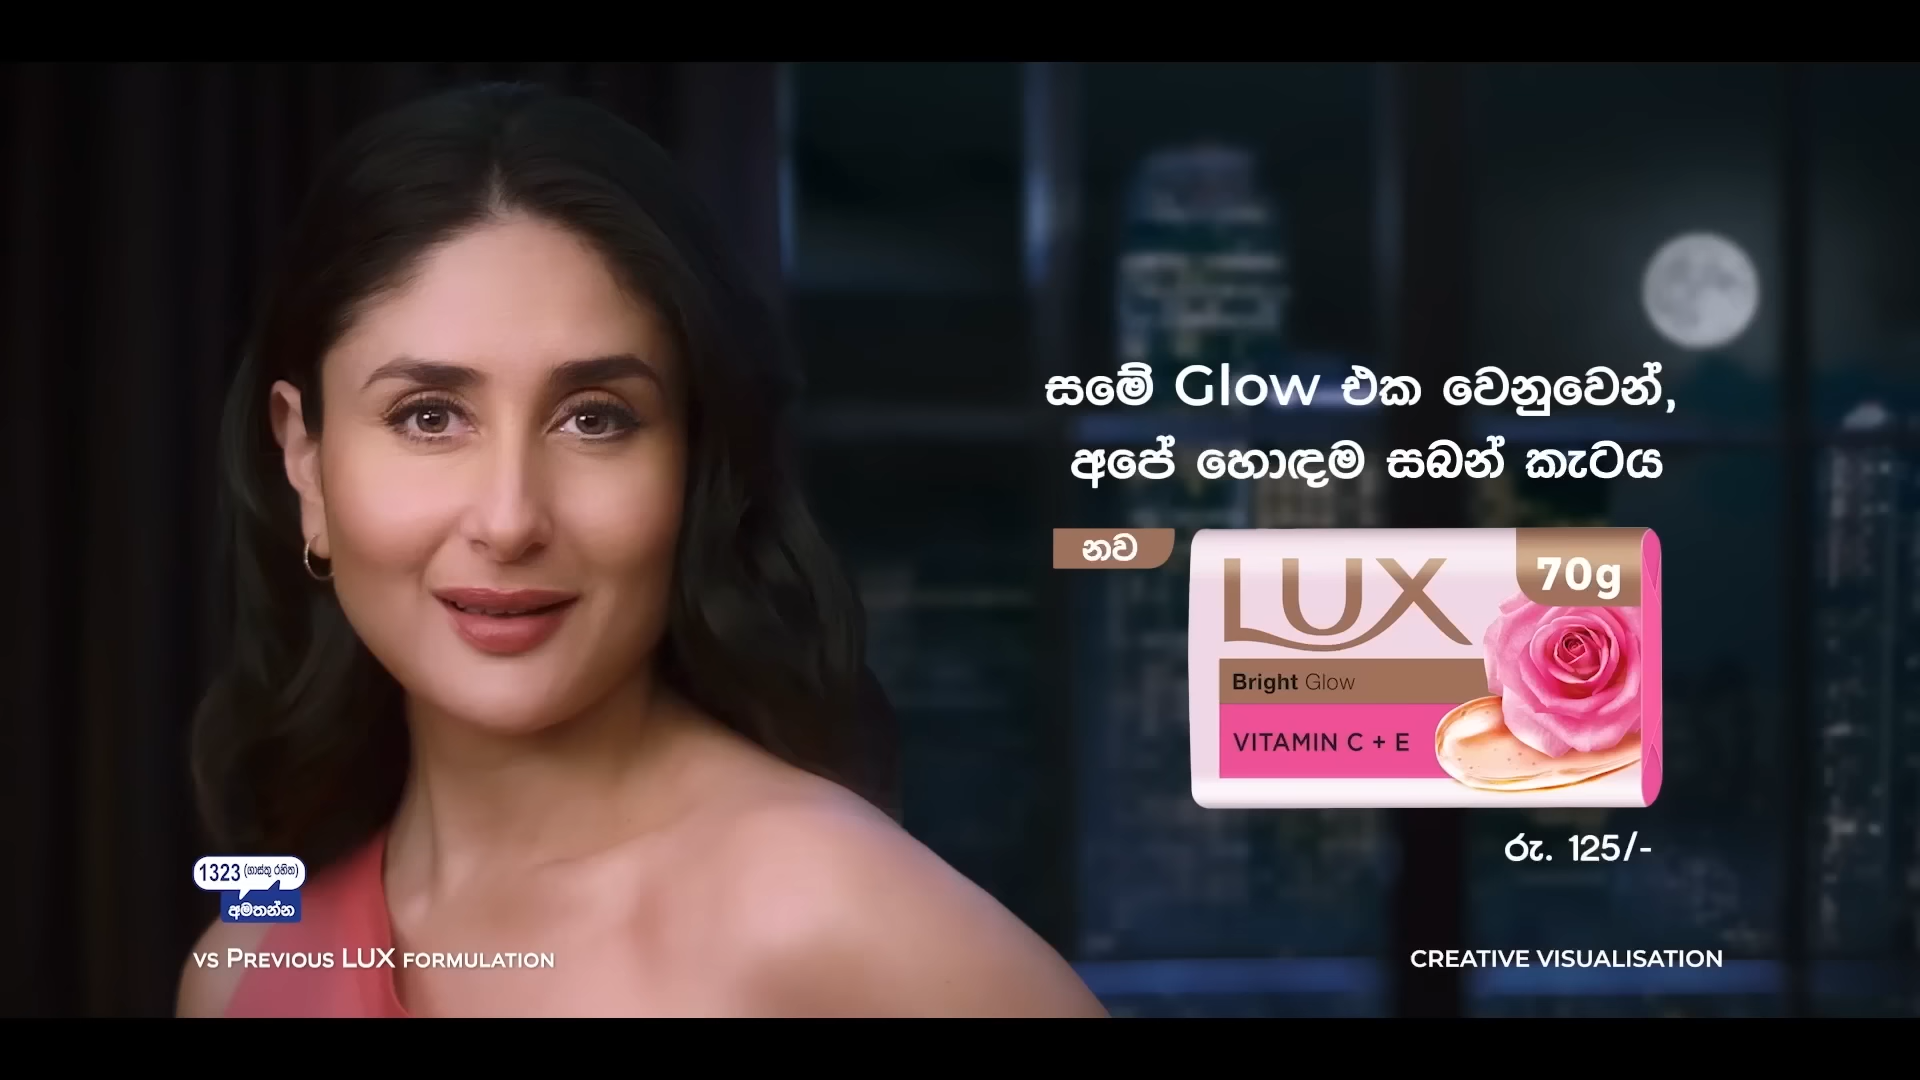 සමේ Glow එක වෙනුවෙන්,
අපේ හොඳම සබන් කැටය
නව
LUX
70g
Bright Glow
VITAMIN C + E
රු. 125/-
1323 (ගාස්තු රහිත)
අමතන්න
VS PREVIOUS LUX FORMULATION
CREATIVE VISUALISATION